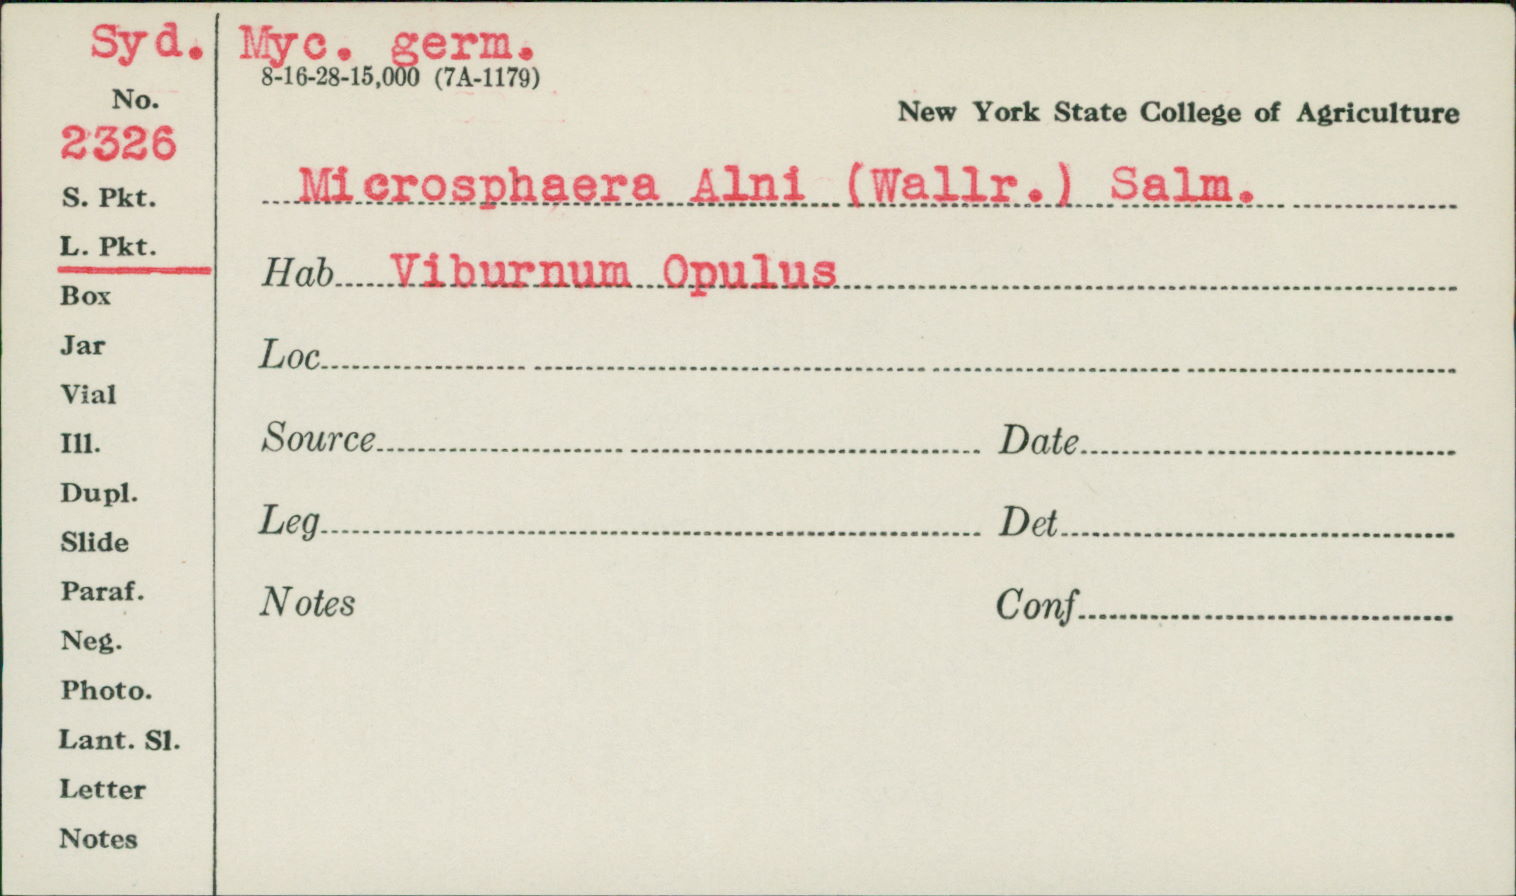 Syd. Myc. germ.
8-16-28-15,000 (7A-1179)
No.
2326
New York State College of Agriculture
S. Pkt.
Microsphaera Alni (Wallr.) Salm.
L. Pkt.
Hab Viburnum Opulus
Box
Jar
Loc
Vial
Ill.
Source Date
Dupl.
Slide
Leg Det
Paraf.
Notes Conf
Neg.
Photo.
Lant. Sl.
Letter
Notes